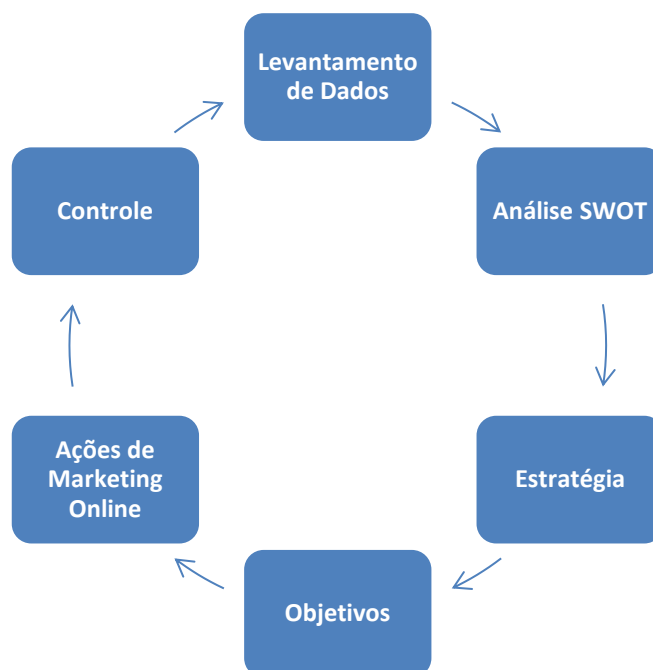 Levantamento
de Dados
Análise SWOT
Estratégia
Objetivos
Ações de
Marketing
Online
Controle